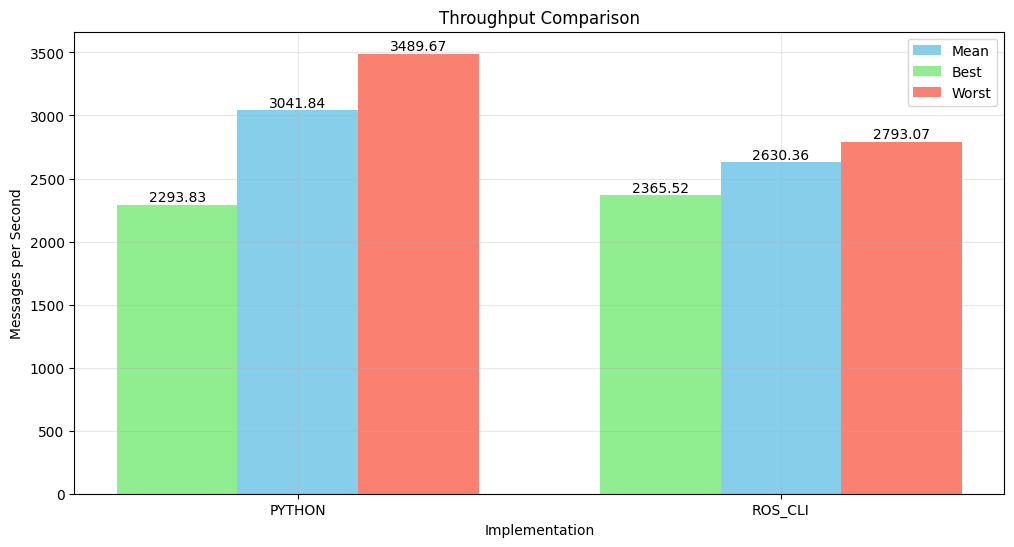 Throughput Comparison
Messages per Second
3500
3000
2500
2000
1500
1000
500
0
2293.83
3041.84
3489.67
2365.52
2630.36
2793.07
Mean
Best
Worst
PYTHON
ROS_CLI
Implementation